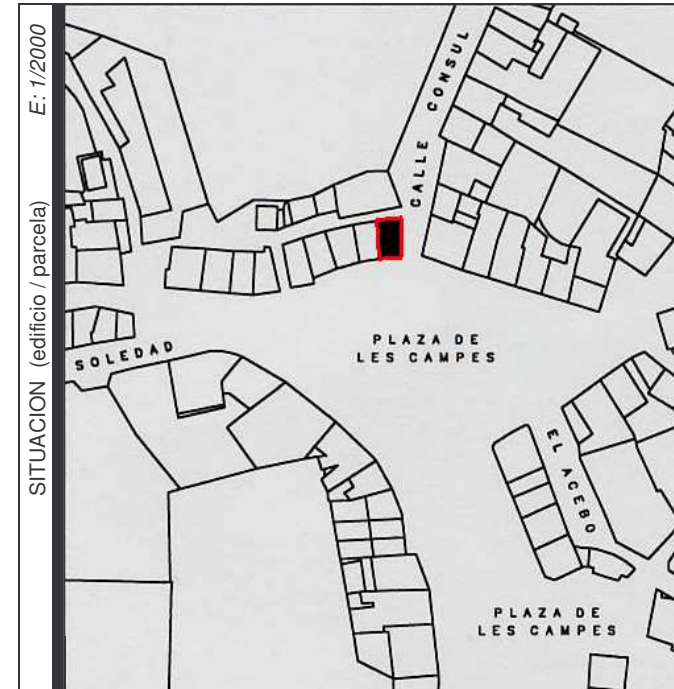 SITUACION (edificio / parcela) E: 1/2000
CALLE CONSUL
PLAZA DE
LES CAMPES
SOLEDAD
EL ACEBO
PLAZA DE
LES CAMPES